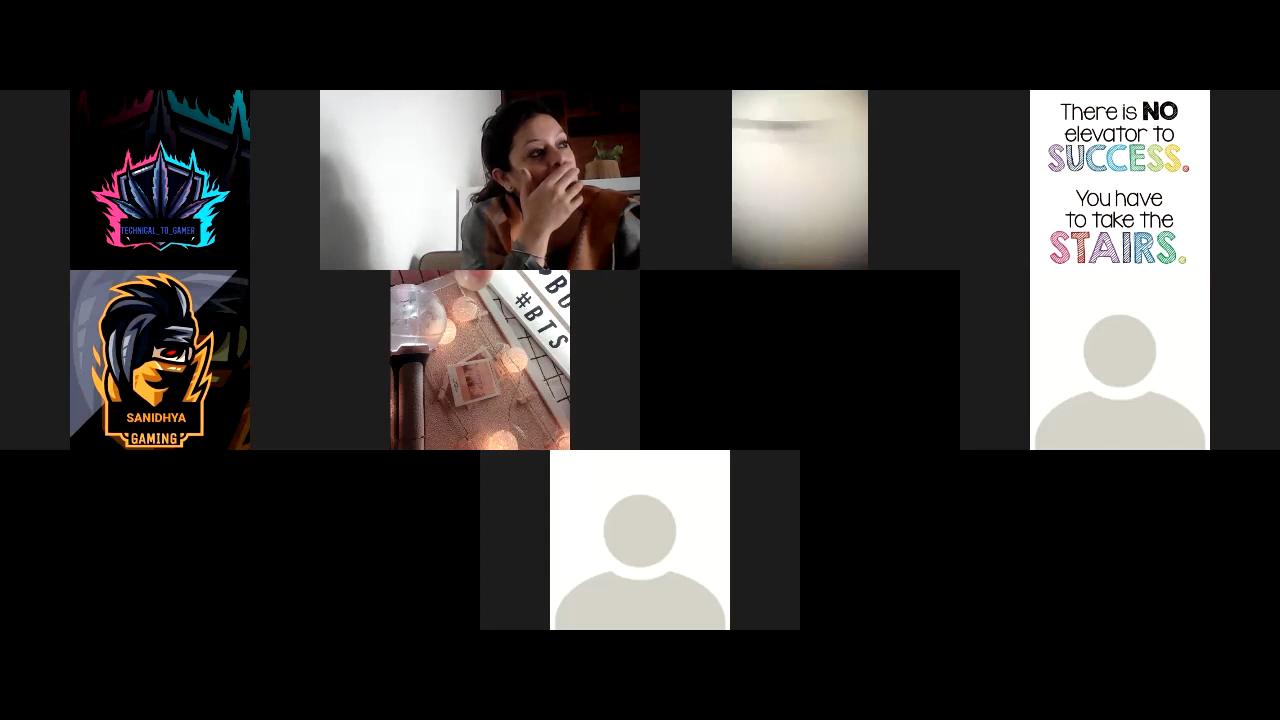 TECHNICAL_TO_GAMER
There is NO
elevator to
SUCCESS.
You have
to take the
STAIRS.
SANIDHYA
GAMING
#BTS